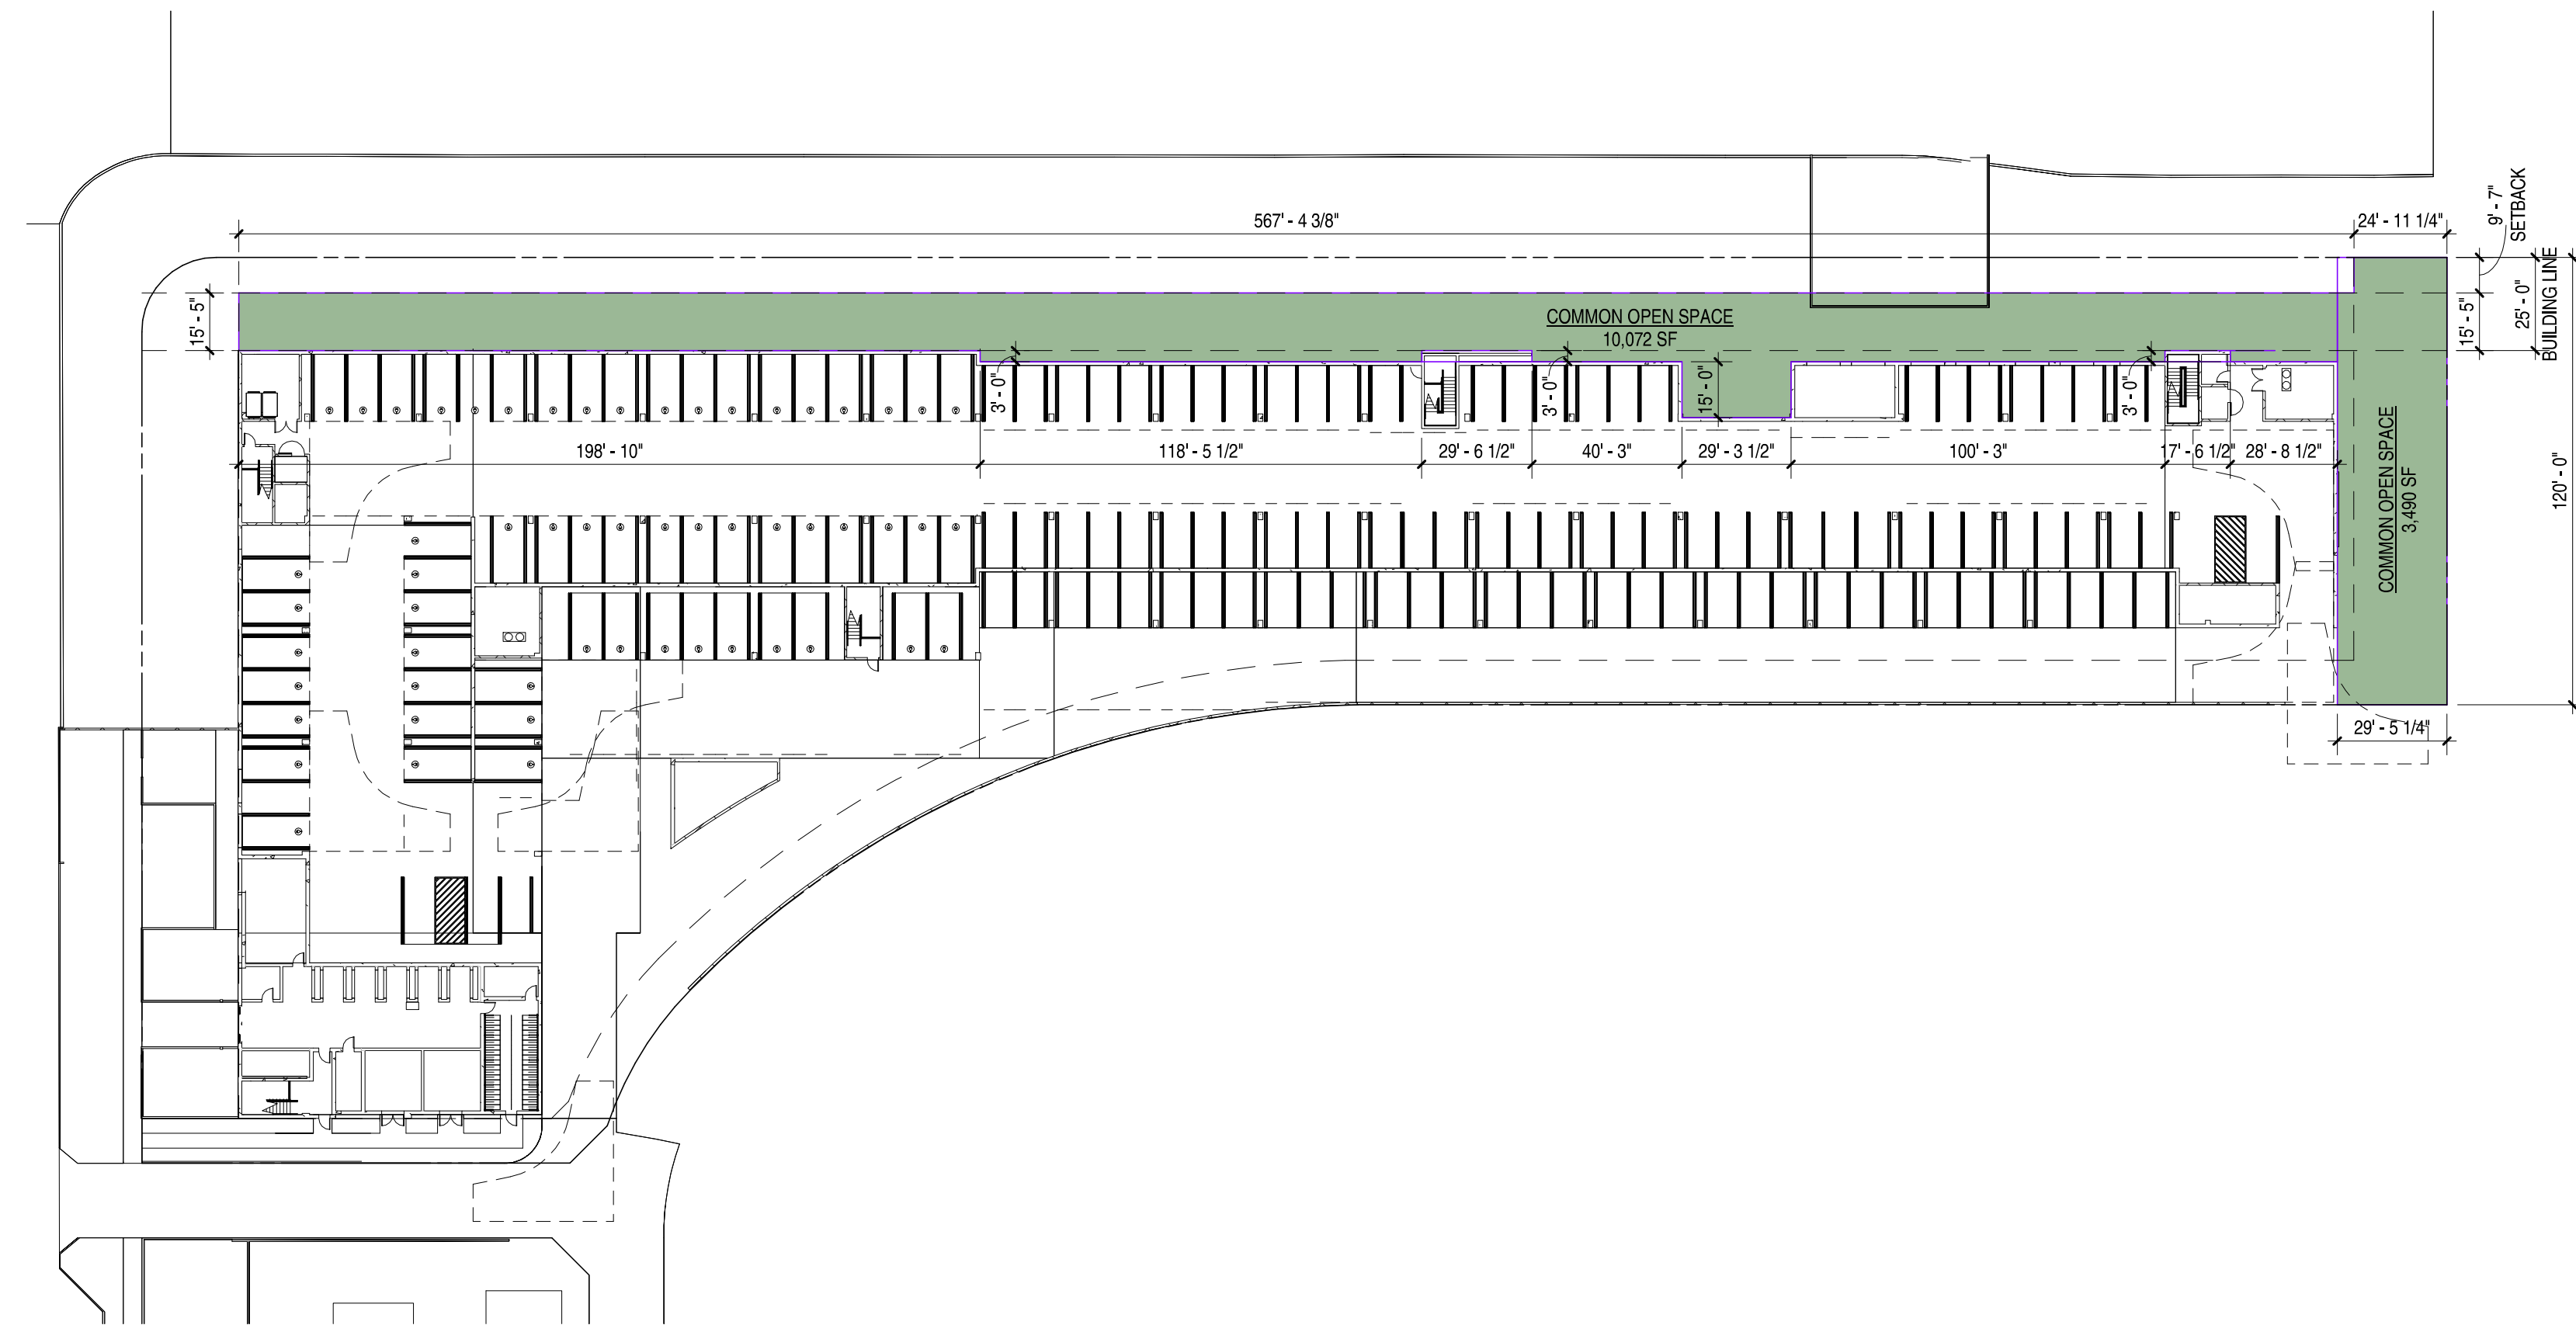 567' - 4 3/8"
24' - 11 1/4"
9' - 7"
SETBACK
15' - 5"
COMMON OPEN SPACE
10,072 SF
15' - 5"
25' - 0"
BUILDING LINE
3' - 0"
3' - 0"
15' - 0"
3' - 0"
198' - 10"
118' - 5 1/2"
29' - 6 1/2"
40' - 3"
29' - 3 1/2"
100' - 3"
17' - 6 1/2"
28' - 8 1/2"
COMMON OPEN SPACE
3,490 SF
120' - 0"
29' - 5 1/4"